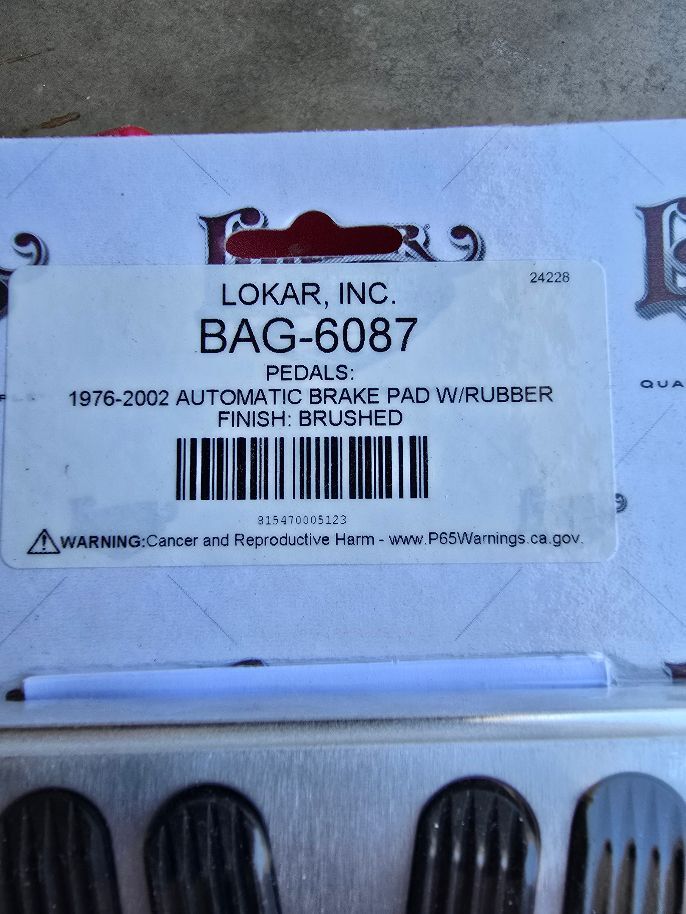 24228
LOKAR, INC.
BAG-6087
PEDALS:
1976-2002 AUTOMATIC BRAKE PAD W/RUBBER
FINISH: BRUSHED
815470005123
WARNING:Cancer and Reproductive Harm - www.P65Warnings.ca.gov.
QUA